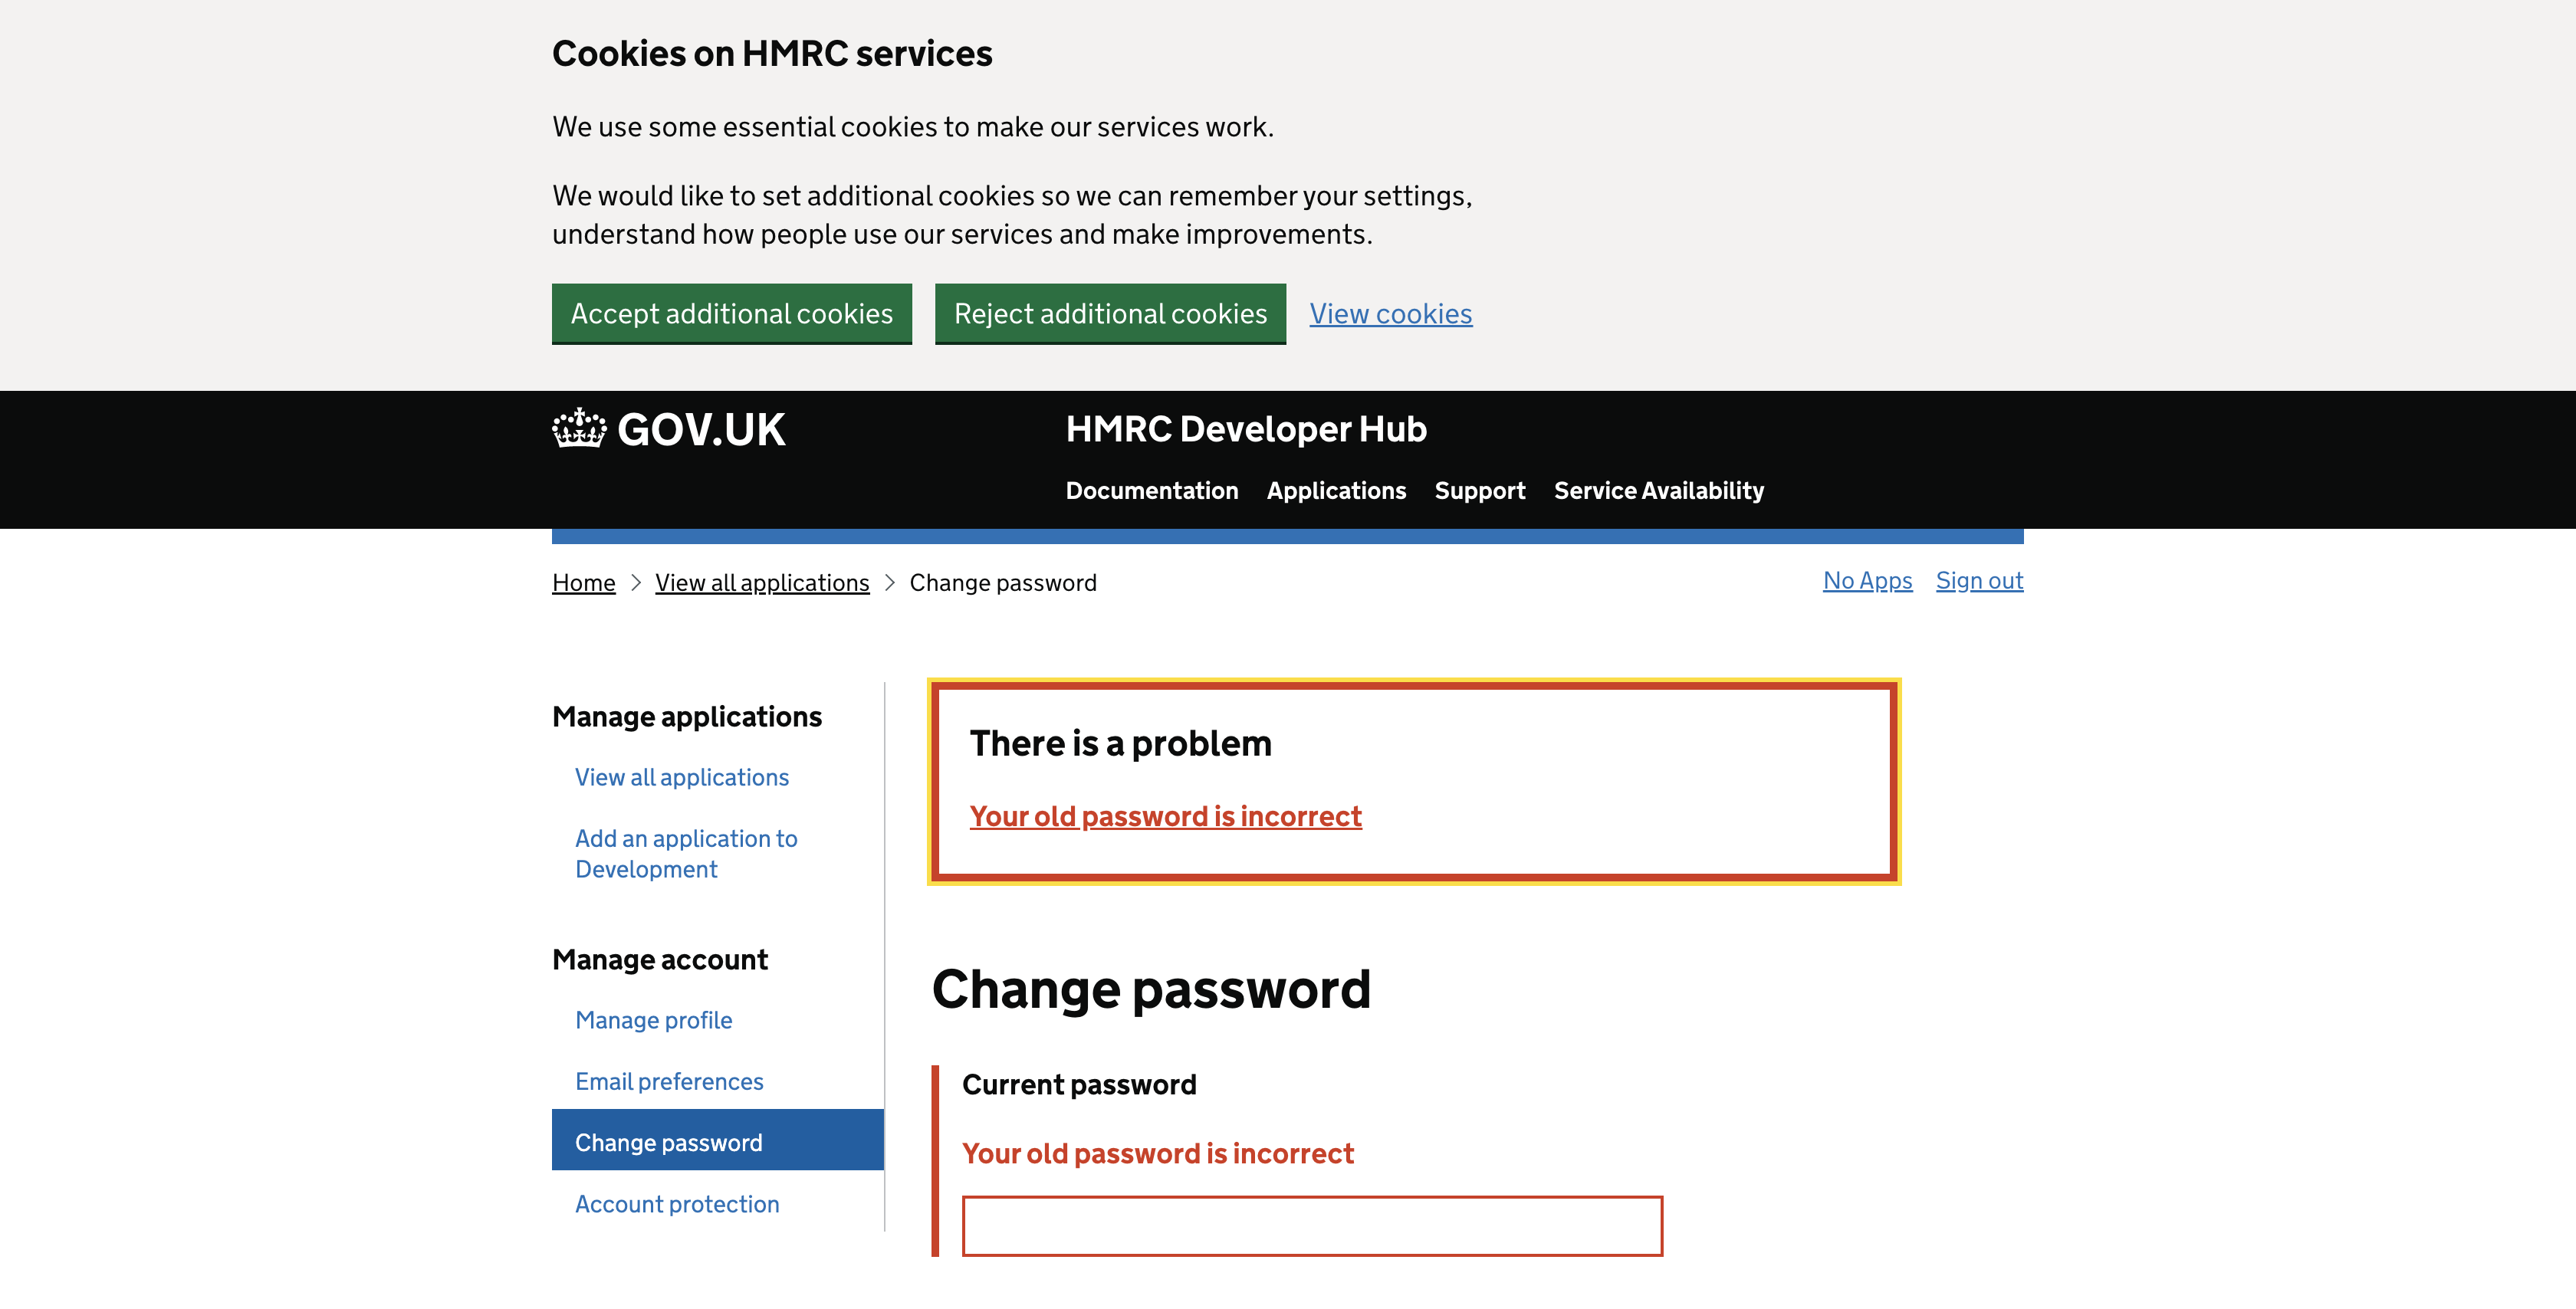 Cookies on HMRC services
We use some essential cookies to make our services work.
We would like to set additional cookies so we can remember your settings,
understand how people use our services and make improvements.
Accept additional cookies
Reject additional cookies
View cookies
GOV.UK
HMRC Developer Hub
Documentation
Applications
Support
Service Availability
Home
View all applications
Change password
No Apps
Sign out
Manage applications
View all applications
Add an application to
Development
Manage account
Manage profile
Email preferences
Change password
Account protection
There is a problem
Your old password is incorrect
Change password
Current password
Your old password is incorrect